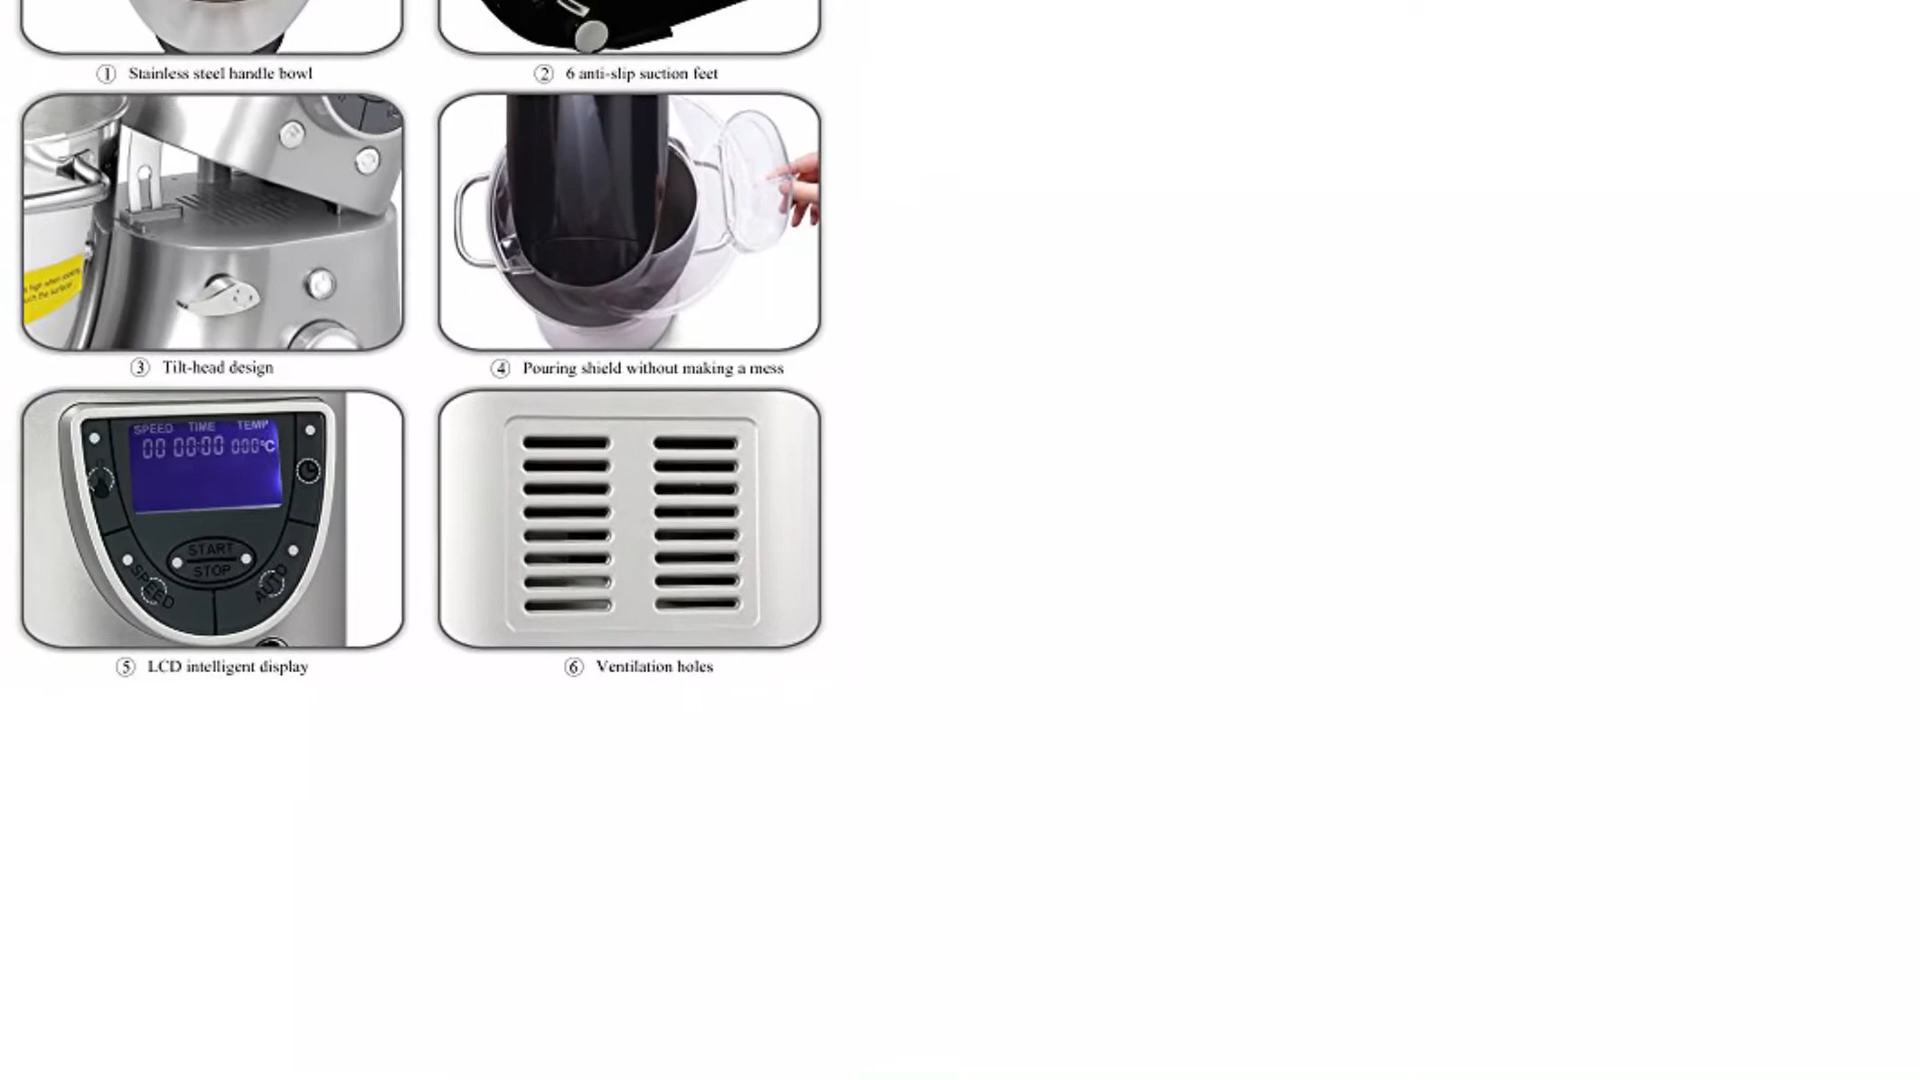 ① Stainless steel handle bowl
② 6 anti-slip suction feet
③ Tilt-head design
④ Pouring shield without making a mess
SPEED TIME TEMP
00 00:00 000°C
START
STOP
SPEED
AUTO
⑤ LCD intelligent display
⑥ Ventilation holes